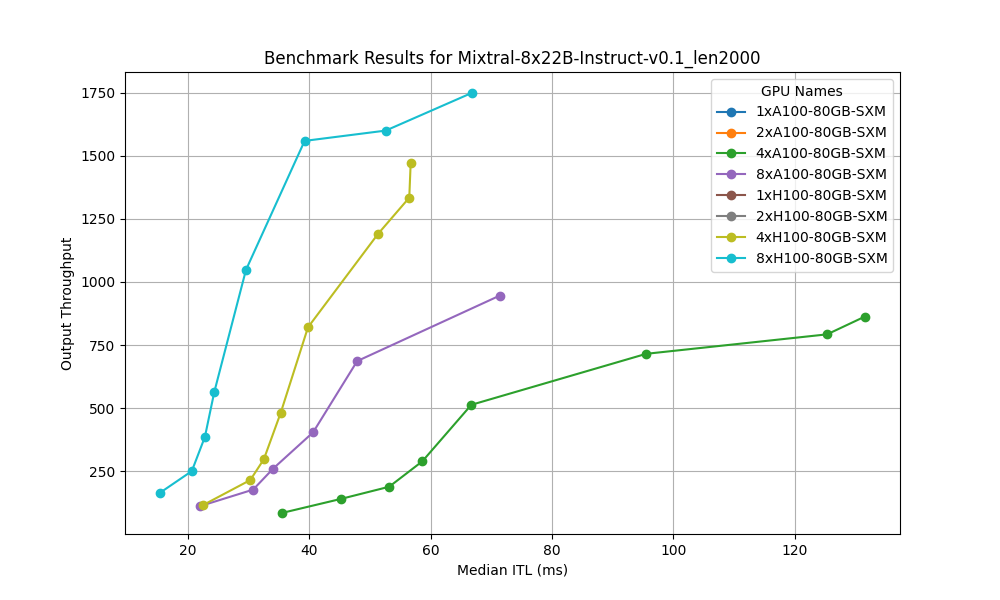 Benchmark Results for Mixtral-8x22B-Instruct-v0.1_len2000
GPU Names
1xA100-80GB-SXM
2xA100-80GB-SXM
4xA100-80GB-SXM
8xA100-80GB-SXM
1xH100-80GB-SXM
2xH100-80GB-SXM
4xH100-80GB-SXM
8xH100-80GB-SXM
Output Throughput
1750
1500
1250
1000
750
500
250
20 40 60 80 100 120
Median ITL (ms)